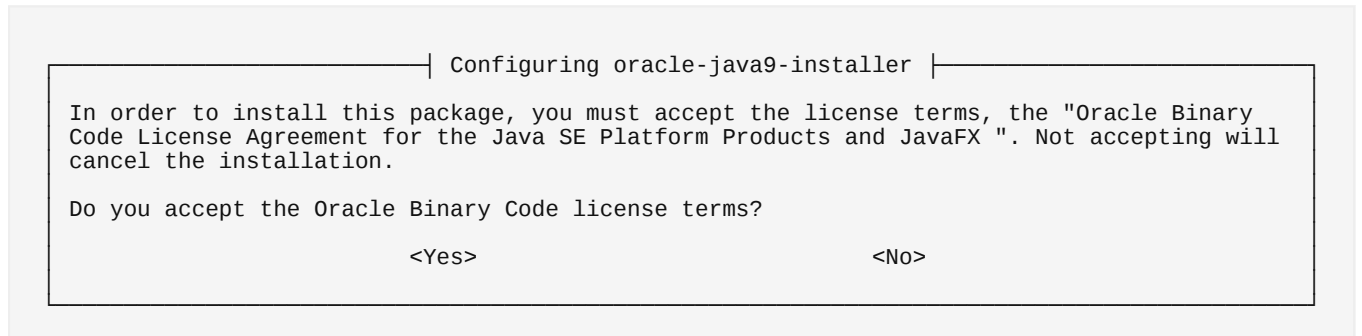 Configuring oracle-java9-installer
In order to install this package, you must accept the license terms, the "Oracle Binary
Code License Agreement for the Java SE Platform Products and JavaFX ". Not accepting will
cancel the installation.
Do you accept the Oracle Binary Code license terms?
<Yes> <No>